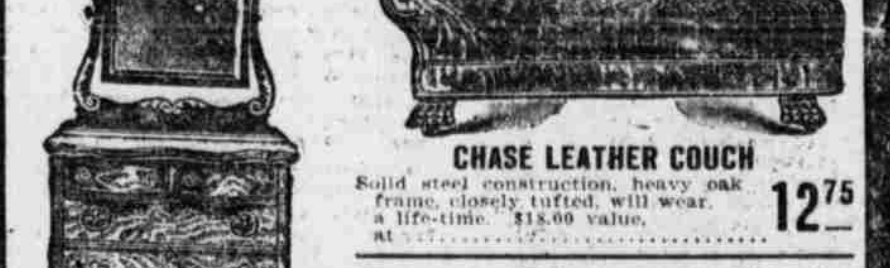 CHASE LEATHER COUCH
Solid steel construction, heavy oak
frame, closely tufted, will wear
a life-time. $18.00 value,
at ..............................
12 75